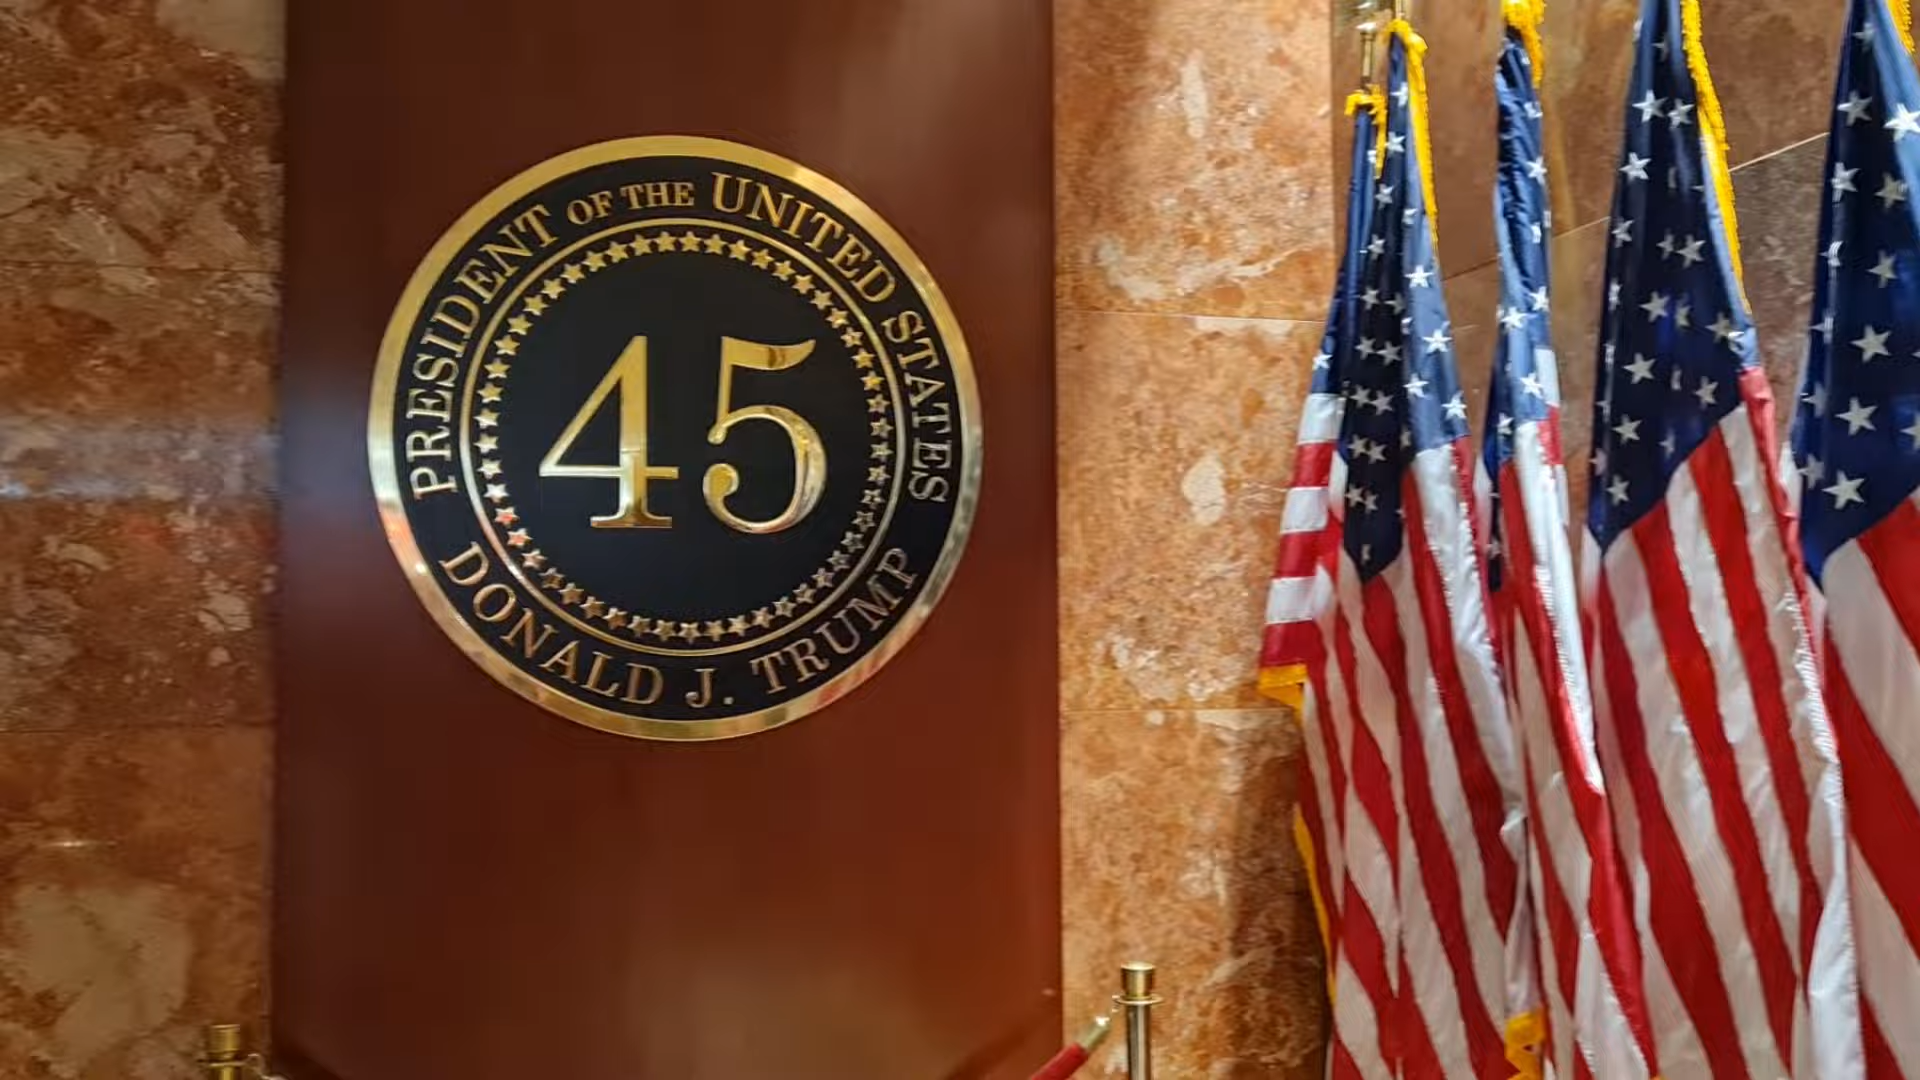 PRESIDENT OF THE UNITED STATES
45
DONALD J. TRUMP